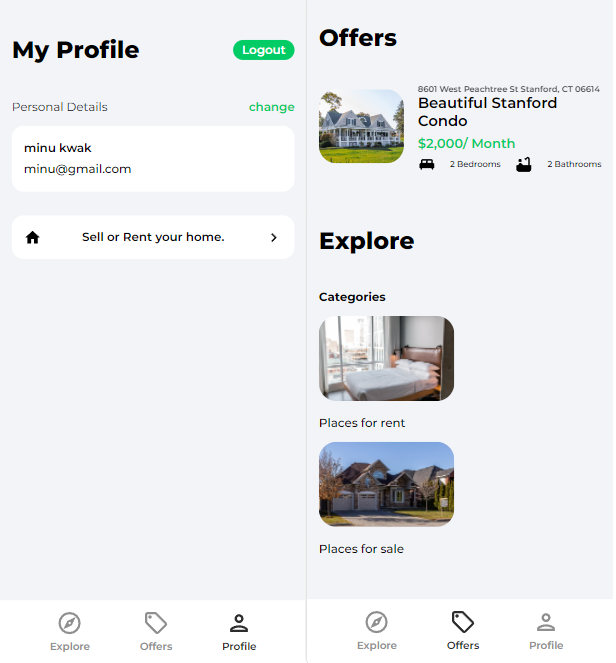 My Profile
Logout
Personal Details
change
minu kwak
minu@gmail.com
Sell or Rent your home.
Explore
Offers
Profile
Offers
8601 West Peachtree St Stanford, CT 06614
Beautiful Stanford
Condo
$2,000/ Month
2 Bedrooms
2 Bathrooms
Explore
Categories
Places for rent
Places for sale
Explore
Offers
Profile